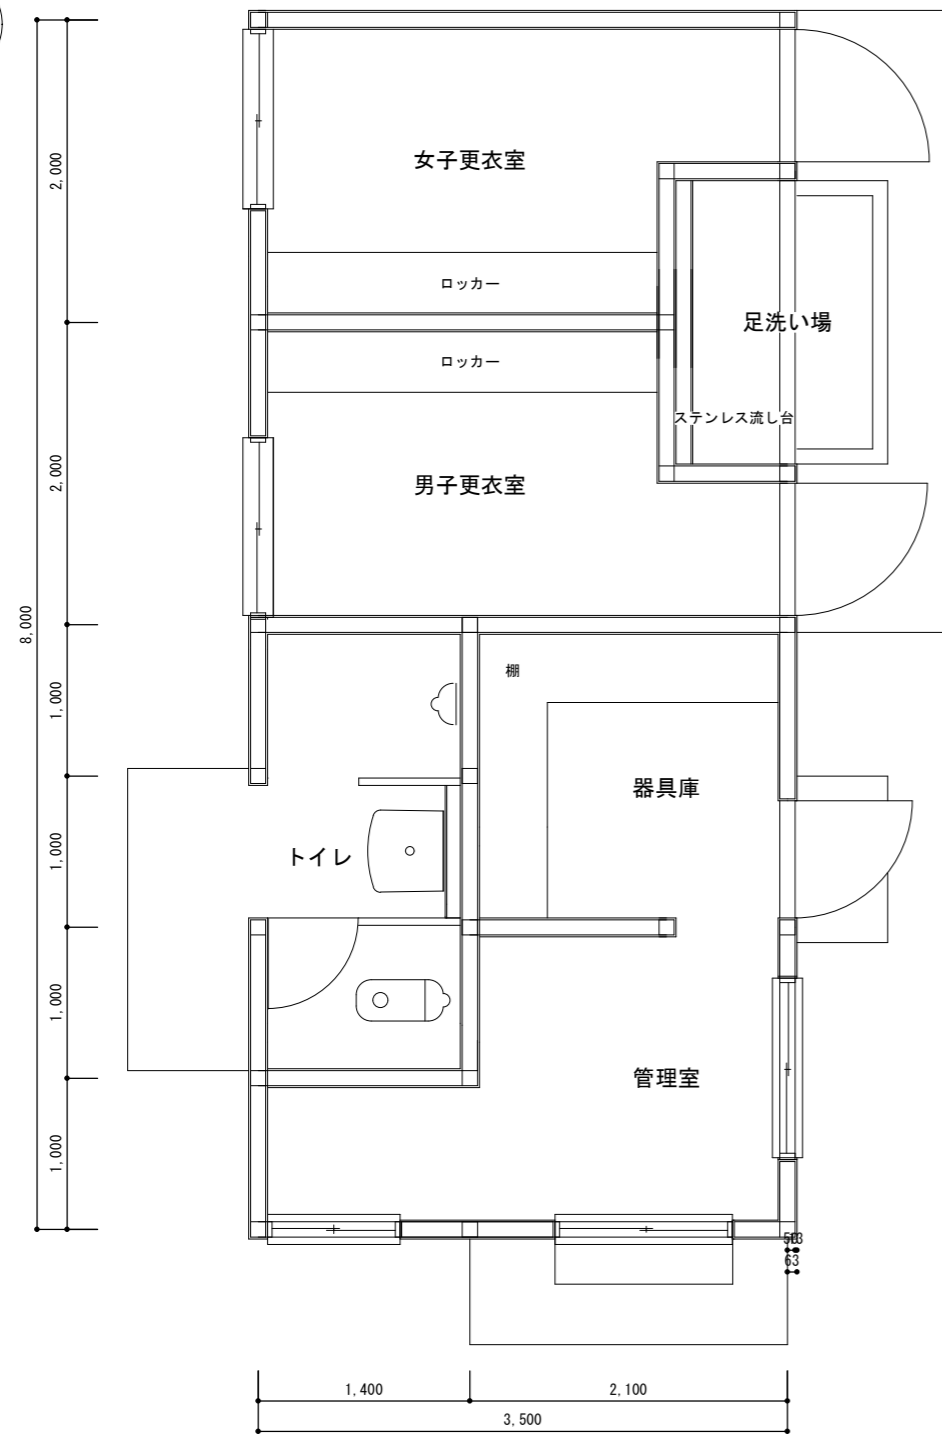 2,000
女子更衣室
ロッカー
足洗い場
ロッカー
ステンレス流し台
2,000
男子更衣室
8,000
棚
1,000
器具庫
1,000
トイレ
1,000
管理室
1,000
63
1,400
2,100
3,500